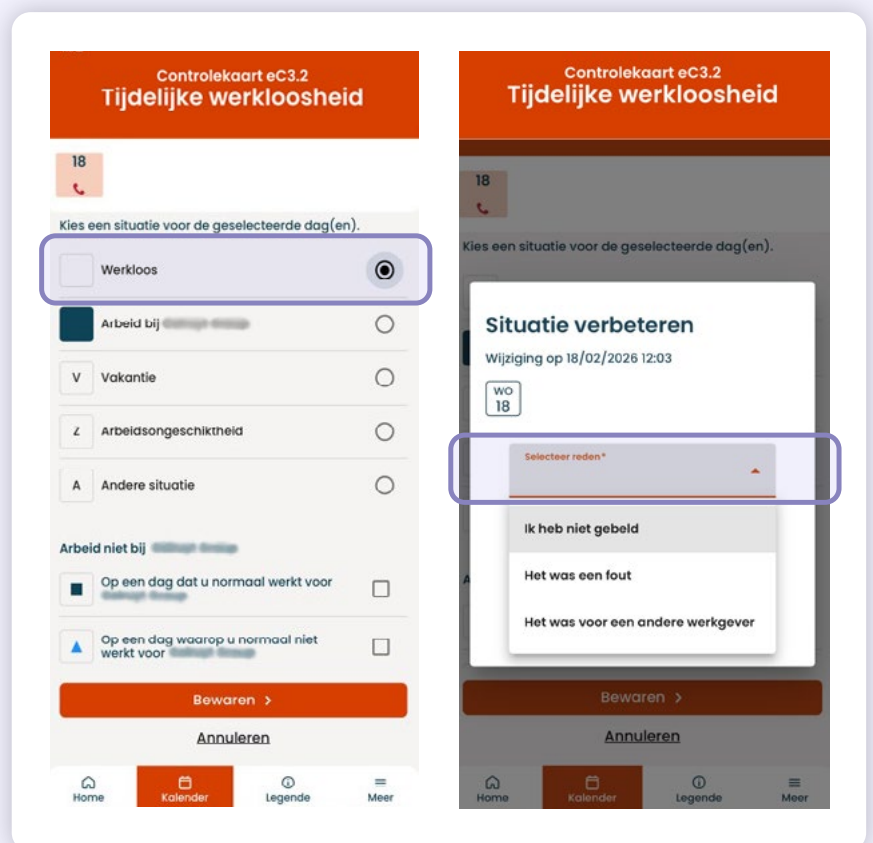 Controlekaart eC3.2
Tijdelijke werkloosheid
18
Kies een situatie voor de geselecteerde dag(en).
Werkloos
Arbeid bij
V Vakantie
Z Arbeidsongeschiktheid
A Andere situatie
Arbeid niet bij
Op een dag dat u normaal werkt voor
Op een dag waarop u normaal niet
werkt voor
Bewaren >
Annuleren
Home Kalender Legende Meer
Controlekaart eC3.2
Tijdelijke werkloosheid
18
Kies een situatie voor de geselecteerde dag(en).
Situatie verbeteren
Wijziging op 18/02/2026 12:03
WO
18
Selecteer reden*
Ik heb niet gebeld
Het was een fout
Het was voor een andere werkgever
A
Bewaren >
Annuleren
Home Kalender Legende Meer